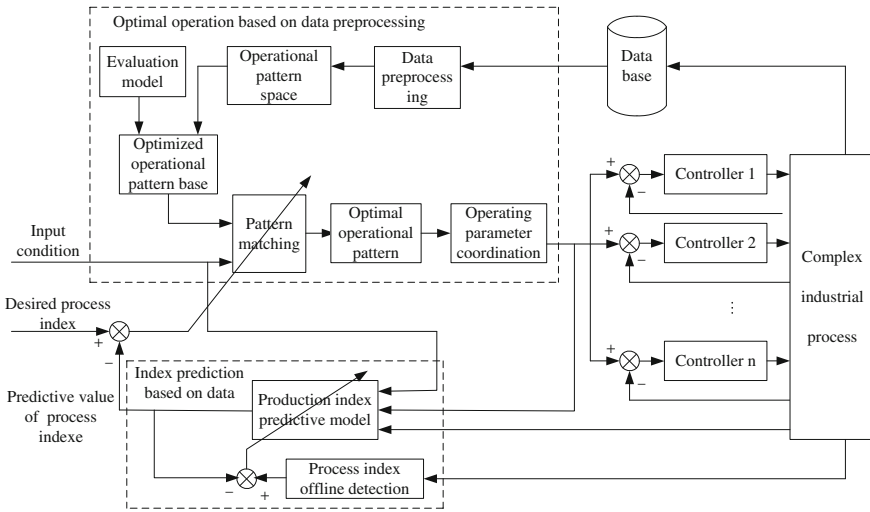 Optimal operation based on data preprocessing
Evaluation
model
Operational
pattern
space
Data
preprocess
ing
Data
base
Optimized
operational
pattern base
Input
condition
Pattern
matching
Optimal
operational
pattern
Operating
parameter
coordination
+
−
Controller 1
+
−
Controller 2
⋮
+
−
Controller n
Complex
industrial
process
Desired process
index
+
−
Predictive value
of process
indexe
Index prediction
based on data
Production index
predictive model
−
+
Process index
offline detection